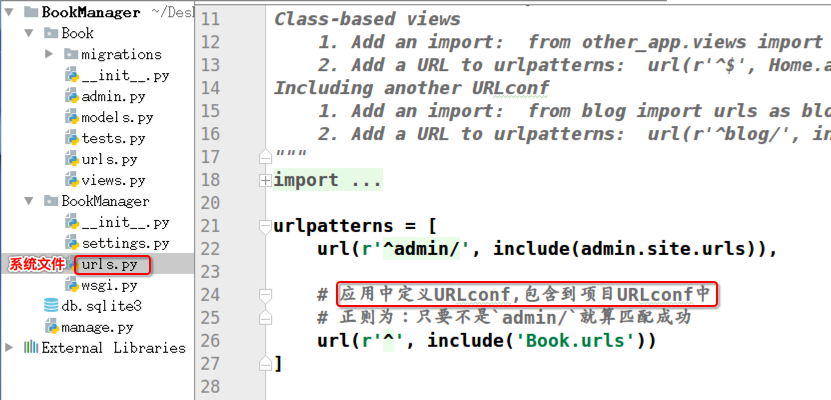 BookManager ~/Des
Book
migrations
__init__.py
admin.py
models.py
tests.py
urls.py
views.py
BookManager
__init__.py
settings.py
系统文件 urls.py
wsgi.py
db.sqlite3
manage.py
External Libraries
11 Class-based views
12 1. Add an import:  from other_app.views import
13 2. Add a URL to urlpatterns:  url(r'^$', Home.a
14 Including another URLconf
15 1. Add an import:  from blog import urls as blo
16 2. Add a URL to urlpatterns:  url(r'^blog/', in
17 """
18 import ...
20
21 urlpatterns = [
22 url(r'^admin/', include(admin.site.urls)),
23
24 # 应用中定义URLconf,包含到项目URLconf中
25 # 正则为：只要不是`admin/`就算匹配成功
26 url(r'^', include('Book.urls'))
27 ]
28